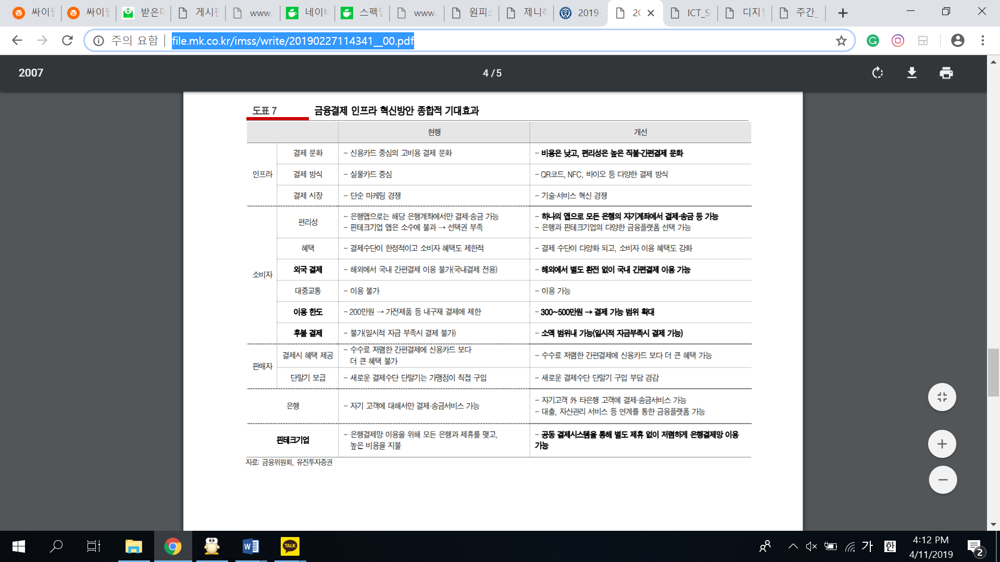 싸이월
싸이월
받은
게시판
www.
네이버
스펙
www.
원피스
제니
2019-
20
ICT_S
디지
주간_
주의 요함
file.mk.co.kr/imss/write/20190227114341__00.pdf
2007
4 / 5
도표 7 금융결제 인프라 혁신방안 종합적 기대효과
현행 개선
인프라
결제 문화 - 신용카드 중심의 고비용 결제 문화 - 비용은 낮고, 편리성은 높은 직불·간편결제 문화
결제 방식 - 실물카드 중심 - QR코드, NFC, 바이오 등 다양한 결제 방식
결제 시장 - 단순 마케팅 경쟁 - 기술·서비스 혁신 경쟁
소비자
편리성 - 은행앱으로는 해당 은행계좌에서만 결제·송금 가능 - 하나의 앱으로 모든 은행의 자기계좌에서 결제·송금 등 가능
- 핀테크기업 앱은 소수에 불과 → 선택권 부족 - 은행과 핀테크기업의 다양한 금융플랫폼 선택 가능
혜택 - 결제수단이 한정적이고 소비자 혜택도 제한적 - 결제 수단이 다양화 되고, 소비자 이용 혜택도 강화
외국 결제 - 해외에서 국내 간편결제 이용 불가(국내결제 전용) - 해외에서 별도 환전 없이 국내 간편결제 이용 가능
대중교통 - 이용 불가 - 이용 가능
이용 한도 - 200만원 → 가전제품 등 내구재 결제에 제한 - 300~500만원 → 결제 가능 범위 확대
후불 결제 - 불가(일시적 자금 부족시 결제 불가) - 소액 범위내 가능(일시적 자금부족시 결제 가능)
판매자
결제시 혜택 제공 - 수수료 저렴한 간편결제에 신용카드 보다 - 수수료 저렴한 간편결제에 신용카드 보다 더 큰 혜택 가능
더 큰 혜택 불가
단말기 보급 - 새로운 결제수단 단말기는 가맹점이 직접 구입 - 새로운 결제수단 단말기 구입 부담 경감
은행 - 자기 고객에 대해서만 결제·송금서비스 가능 - 자기고객 外 타은행 고객에 결제·송금서비스 가능
- 대출, 자산관리 서비스 등 연계를 통한 금융플랫폼 가능
핀테크기업 - 은행결제망 이용을 위해 모든 은행과 제휴를 맺고, - 공동 결제시스템을 통해 별도 제휴 없이 저렴하게 은행결제망 이용
높은 비용을 지불 가능
자료: 금융위원회, 유진투자증권
TALK
가
한
4:12 PM
4/11/2019
2